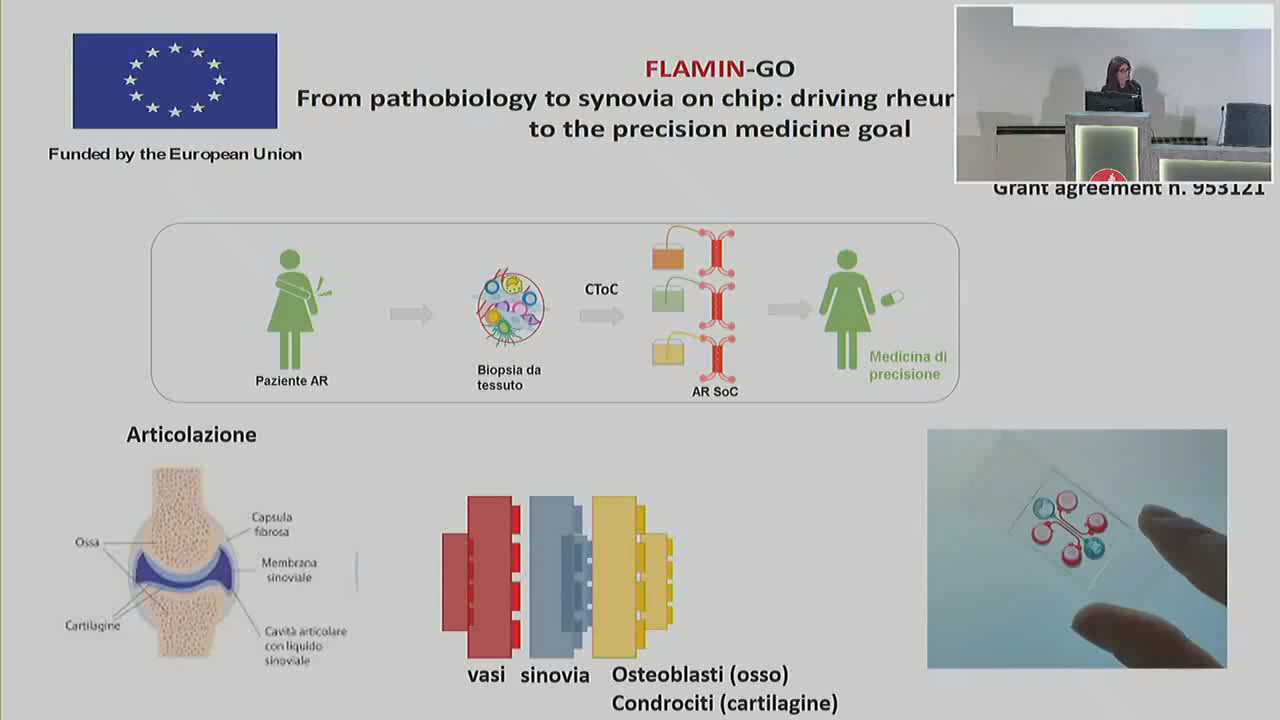 FLAMIN-GO
From pathobiology to synovia on chip: driving
to the precision medicine goal
Funded by the European Union
Grant agreement n. 953121
CToC
Paziente AR
Biopsia da
tessuto
AR SoC
Medicina di
precisione
Articolazione
Capsula
fibrosa
Ossa
Membrana
sinoviale
Cartilagine
Cavità articolare
con liquido
sinoviale
vasi
sinovia
Osteoblasti (osso)
Condrociti (cartilagine)